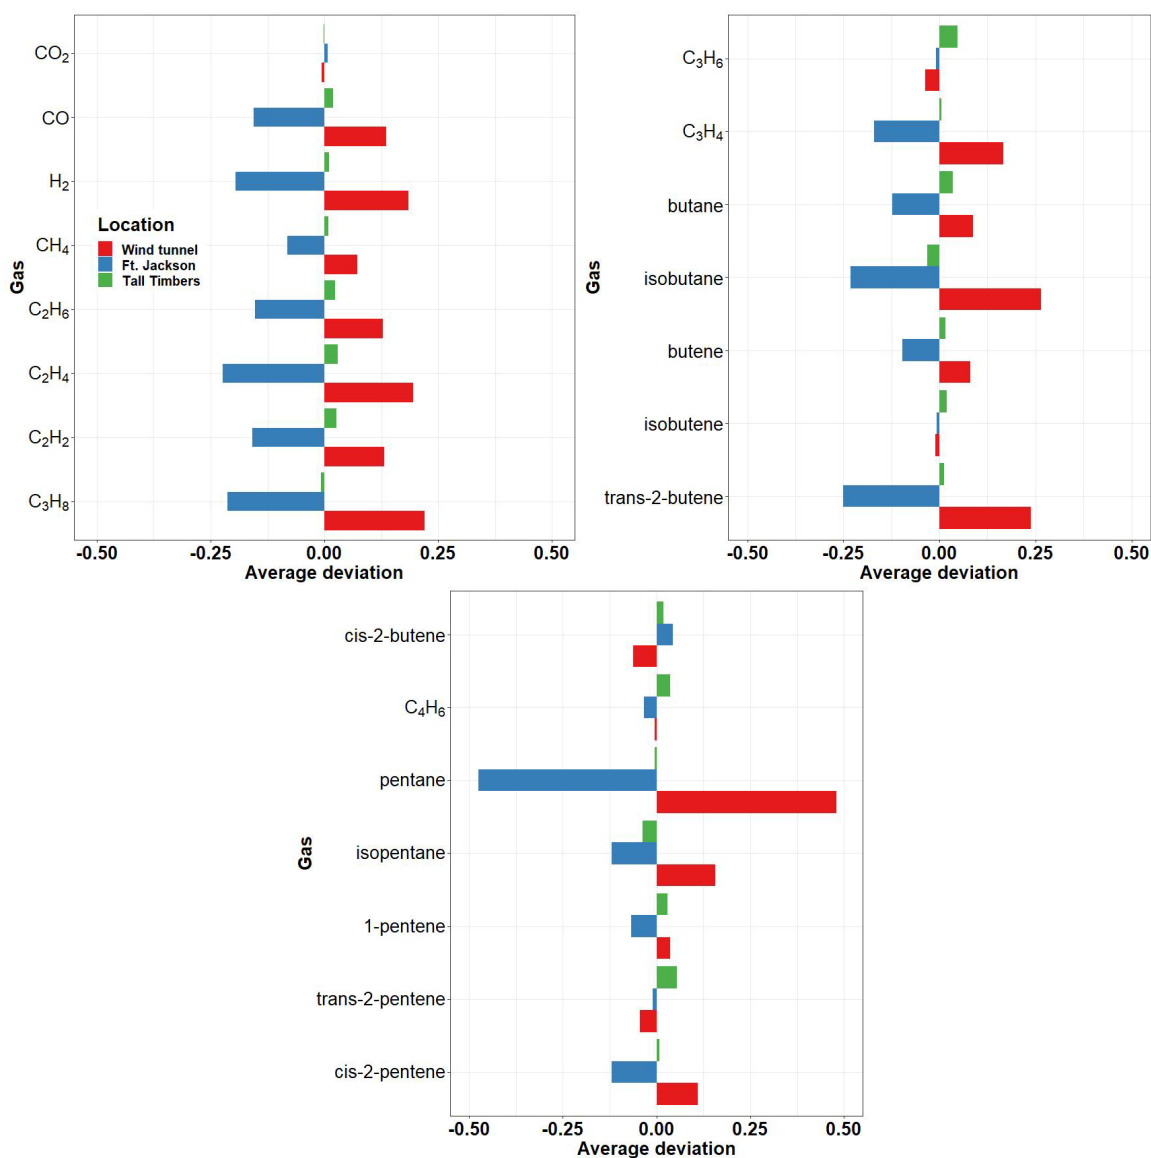 CO₂
CO
H₂
CH₄
C₂H₆
C₂H₄
C₂H₂
C₃H₈
Gas
Location
Wind tunnel
Ft. Jackson
Tall Timbers
-0.50 -0.25 0.00 0.25 0.50
Average deviation
C₃H₆
C₃H₄
butane
isobutane
butene
isobutene
trans-2-butene
Gas
-0.50 -0.25 0.00 0.25 0.50
Average deviation
cis-2-butene
C₄H₆
pentane
isopentane
1-pentene
trans-2-pentene
cis-2-pentene
Gas
-0.50 -0.25 0.00 0.25 0.50
Average deviation